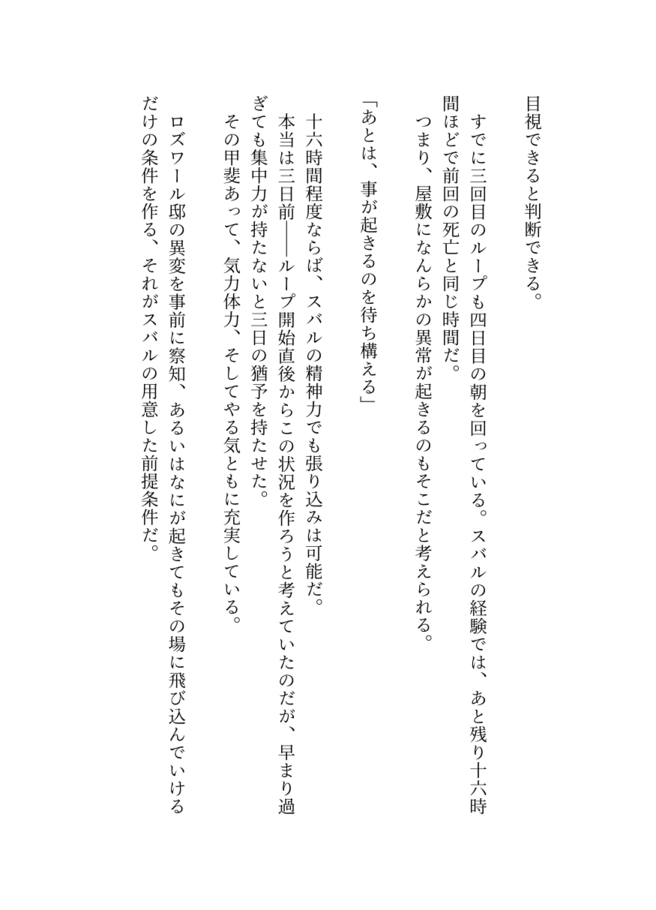 目視できると判断できる。
すでに三回目のループも四日目の朝を回っている。スバルの経験では、あと残り十六時
間ほどで前回の死亡と同じ時間だ。
つまり、屋敷になんらかの異常が起きるのもそこだと考えられる。
「あとは、事が起きるのを待ち構える」
十六時間程度ならば、スバルの精神力でも張り込みは可能だ。
本当は三日前――ループ開始直後からこの状況を作ろうと考えていたのだが、早まり過
ぎても集中力が持たないと三日の猶予を持たせた。
その甲斐あって、気力体力、そしてやる気ともに充実している。
ロズワール邸の異変を事前に察知、あるいはなにが起きてもその場に飛び込んでいける
だけの条件を作る、それがスバルの用意した前提条件だ。